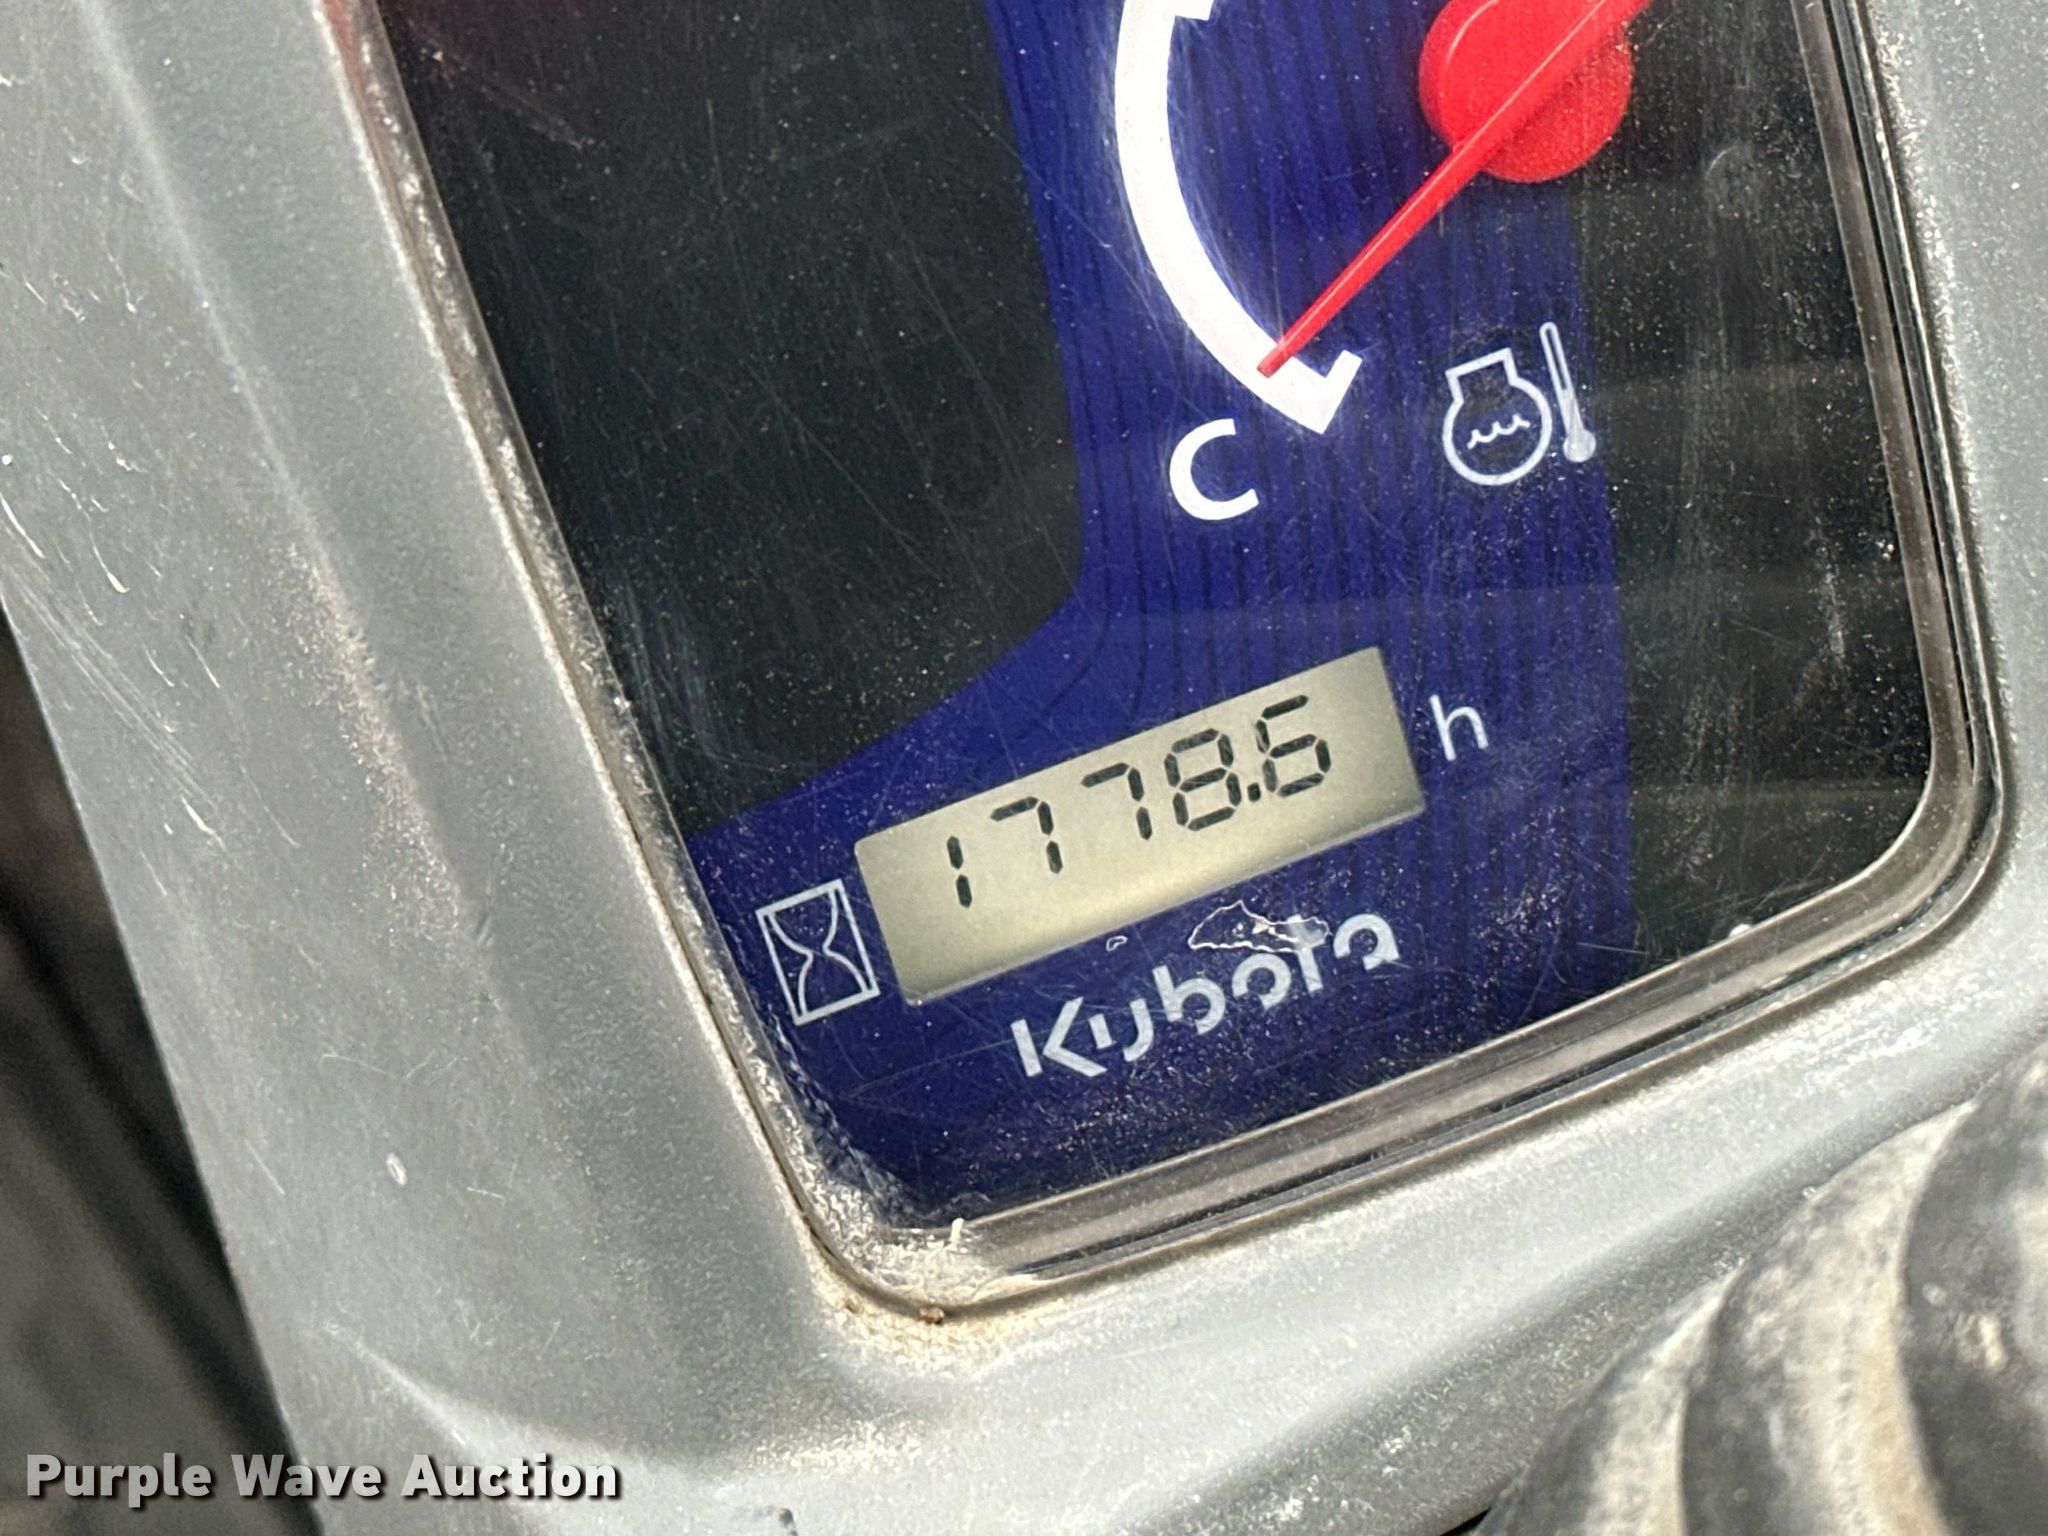 C
1778.6 h
Kubota
Purple Wave Auction